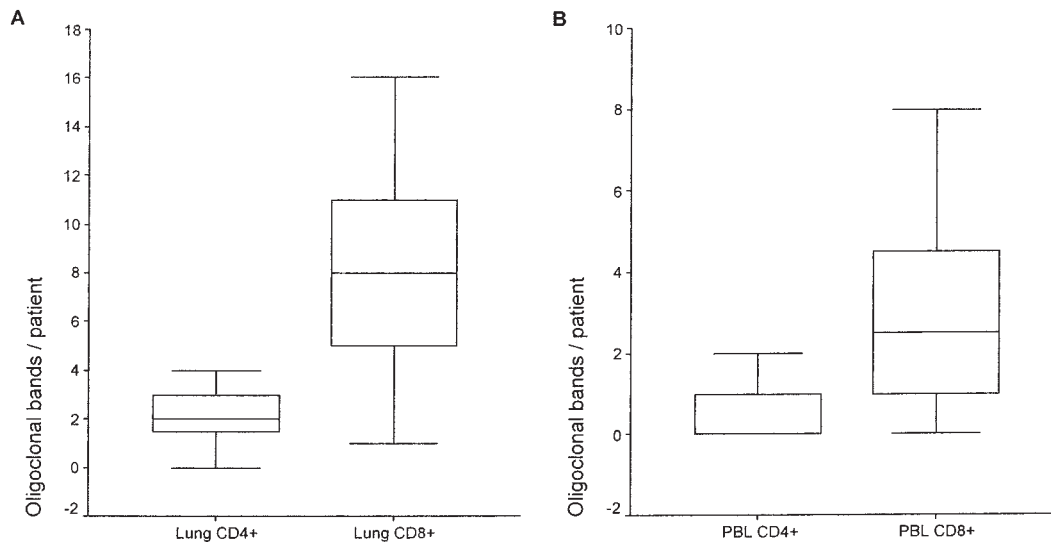 A
Oligoclonal bands / patient
18
16
14
12
10
8
6
4
2
0
-2
Lung CD4+
Lung CD8+
B
Oligoclonal bands / patient
10
8
6
4
2
0
-2
PBL CD4+
PBL CD8+